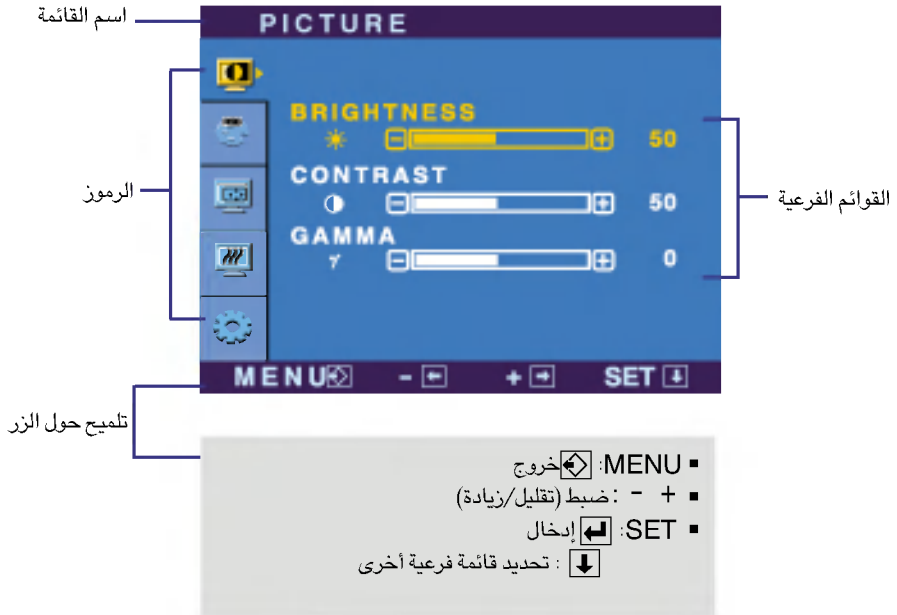 اسم القائمة
PICTURE
BRIGHTNESS
50
CONTRAST
50
GAMMA
γ
0
الرموز
القوائم الفرعية
MENU - + SET
تلميح حول الزر
▪ MENU: خروج
▪ + - : ضبط (تقليل/زيادة)
▪ SET: إدخال
: تحديد قائمة فرعية أخرى